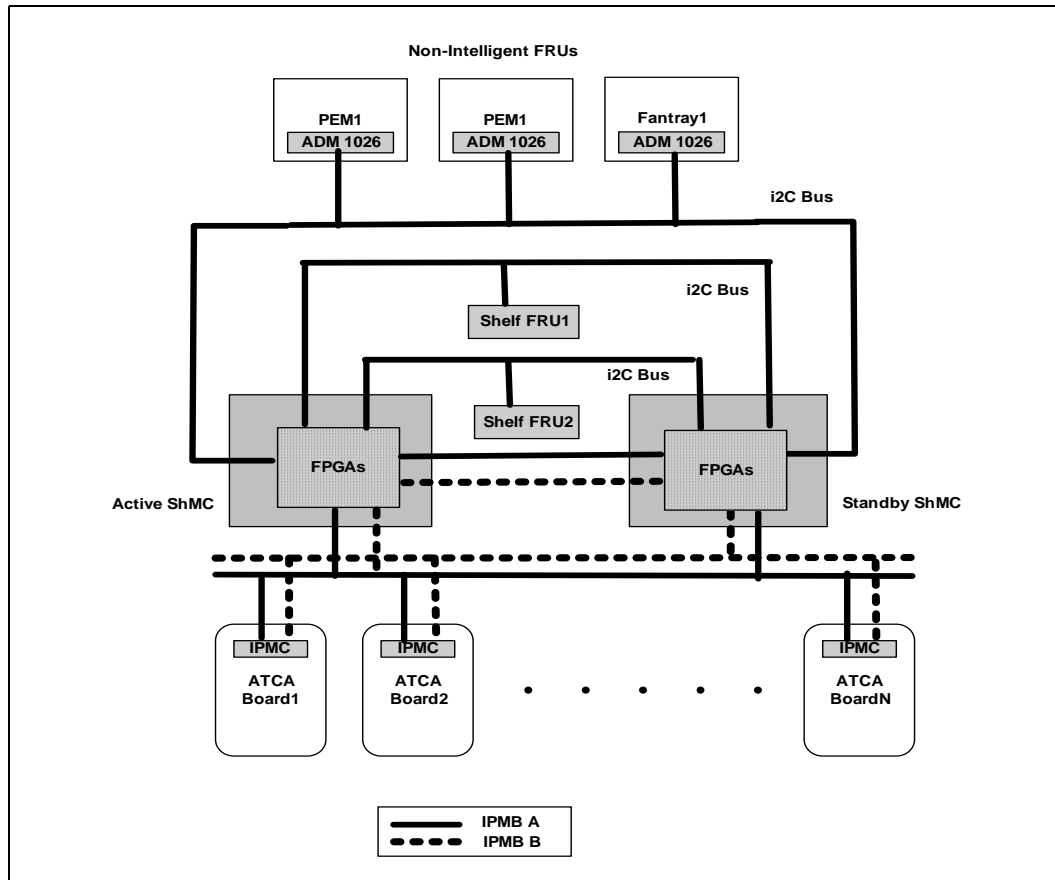 Non-Intelligent FRUs
PEM1
ADM 1026
PEM1
ADM 1026
Fantray1
ADM 1026
i2C Bus
i2C Bus
Shelf FRU1
i2C Bus
Shelf FRU2
FPGAs
FPGAs
Active ShMC
Standby ShMC
IPMC
ATCA
Board1
IPMC
ATCA
Board2
. . . . .
IPMC
ATCA
BoardN
IPMB A
IPMB B